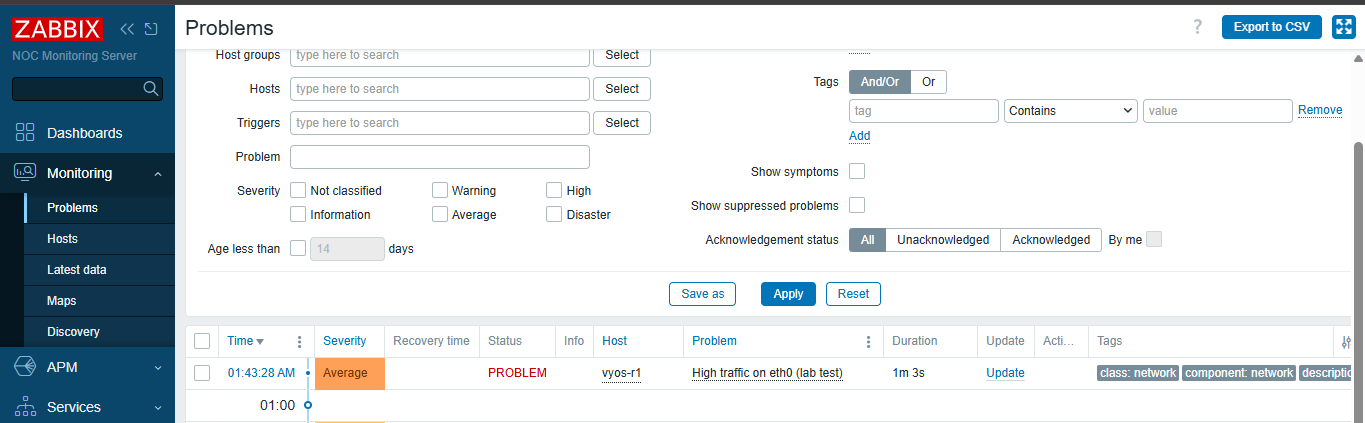 ZABBIX
NOC Monitoring Server
Dashboards
Monitoring
Problems
Hosts
Latest data
Maps
Discovery
APM
Services
Problems
?
Export to CSV
Host groups type here to search Select
Hosts type here to search Select
Triggers type here to search Select
Problem
Severity Not classified Warning High
Information Average Disaster
Age less than 14 days
Tags And/Or Or
tag Contains value Remove
Add
Show symptoms
Show suppressed problems
Acknowledgement status All Unacknowledged Acknowledged By me
Save as Apply Reset
Time Severity Recovery time Status Info Host Problem Duration Update Acti... Tags
01:43:28 AM Average PROBLEM vyos-r1 High traffic on eth0 (lab test) 1m 3s Update class: network component: network descriptio
01:00